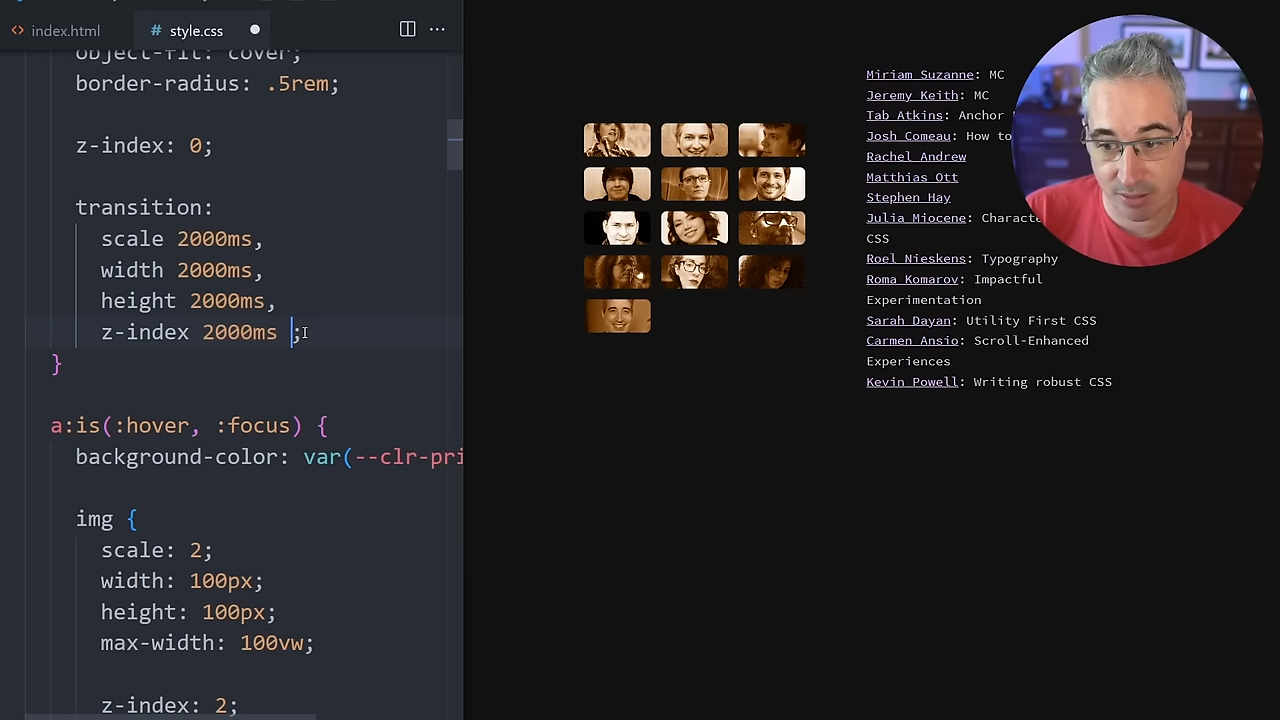 index.html
style.css
object-fit: cover;
border-radius: .5rem;
z-index: 0;
transition:
scale 2000ms,
width 2000ms,
height 2000ms,
z-index 2000ms ;
}
a:is(:hover, :focus) {
background-color: var(--clr-pri
img {
scale: 2;
width: 100px;
height: 100px;
max-width: 100vw;
z-index: 2;
Miriam Suzanne: MC
Jeremy Keith: MC
Tab Atkins: Anchor
Josh Comeau: How to
Rachel Andrew
Matthias Ott
Stephen Hay
Julia Miocene: Characte
CSS
Roel Nieskens: Typography
Roma Komarov: Impactful
Experimentation
Sarah Dayan: Utility First CSS
Carmen Ansio: Scroll-Enhanced
Experiences
Kevin Powell: Writing robust CSS